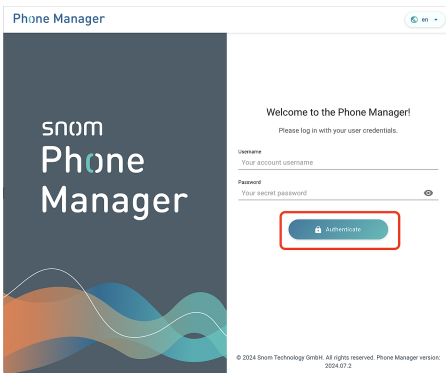 Phone Manager
en
snom
Phone
Manager
Welcome to the Phone Manager!
Please log in with your user credentials.
Username
Your account username
Password
Your secret password
Authenticate
© 2024 Snom Technology GmbH. All rights reserved. Phone Manager version:
2024.07.2